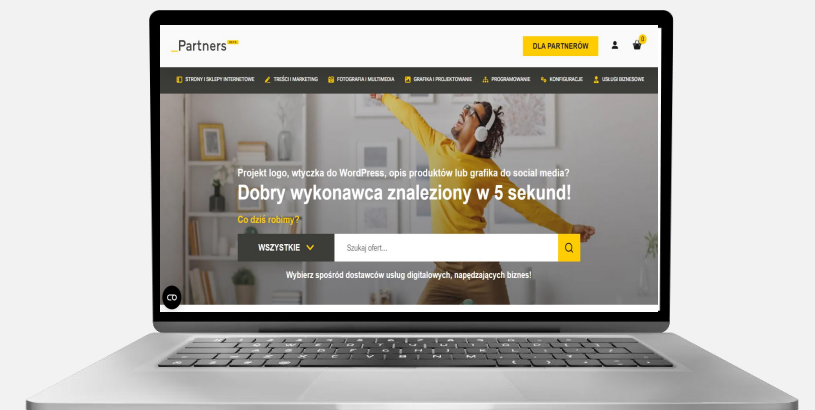 _Partners BETA
DLA PARTNERÓW
0
STRONY I SKLEPY INTERNETOWE TREŚCI I MARKETING FOTOGRAFIA I MULTIMEDIA GRAFIKA I PROJEKTOWANIE PROGRAMOWANIE KONFIGURACJE USŁUGI BIZNESOWE
Projekt logo, wtyczka do WordPress, opis produktów lub grafika do social media?
Dobry wykonawca znaleziony w 5 sekund!
Co dziś robimy?
WSZYSTKIE Szukaj ofert...
Wybierz spośród dostawców usług digitalowych, napędzających biznes!